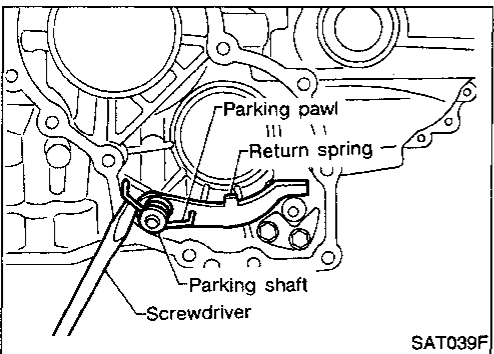 Parking pawl
Return spring
Parking shaft
Screwdriver
SAT039F